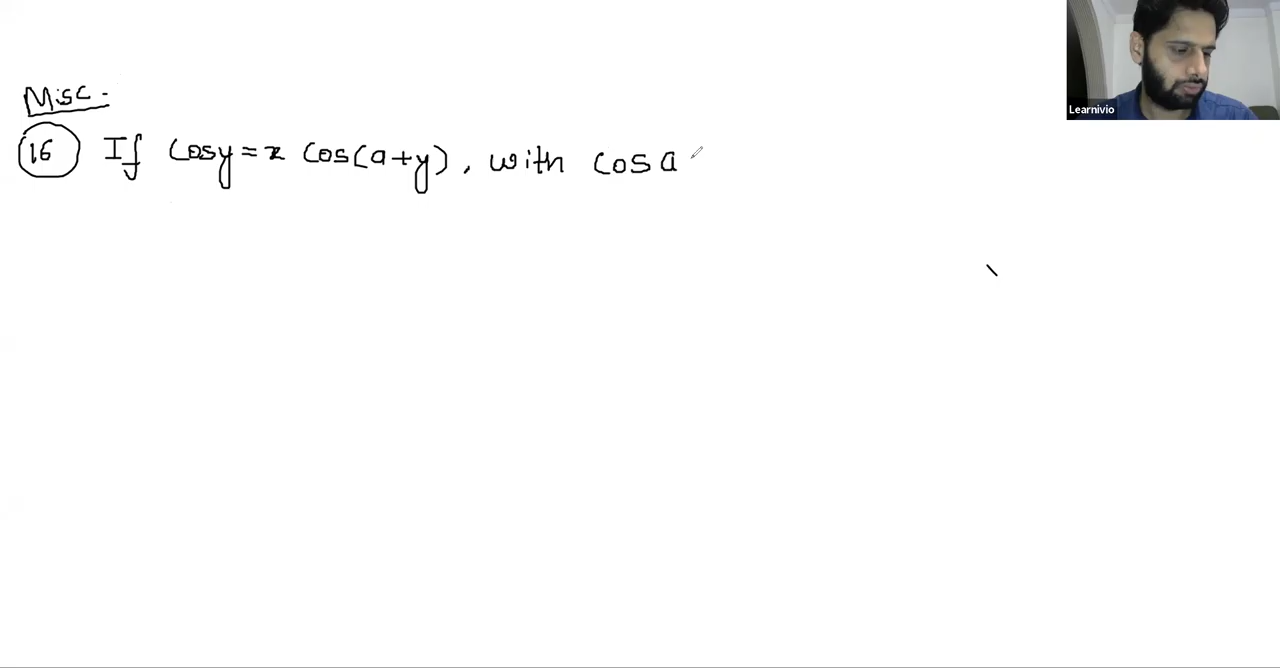 Learnivio
Misc.
16 If cosy = x cos(a+y), with cos a